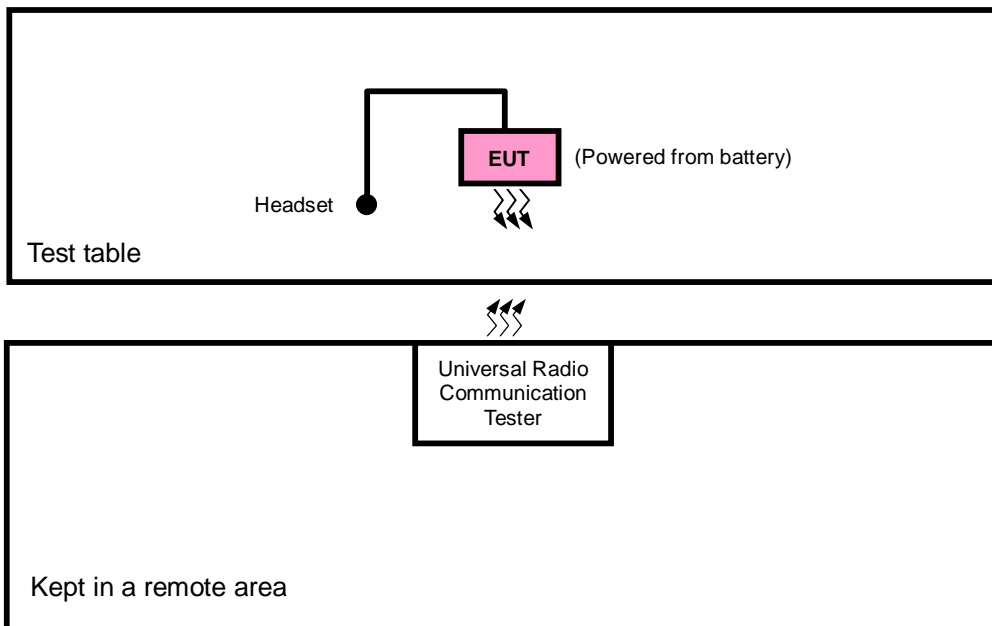 EUT
(Powered from battery)
Headset
Test table
Universal Radio
Communication
Tester
Kept in a remote area